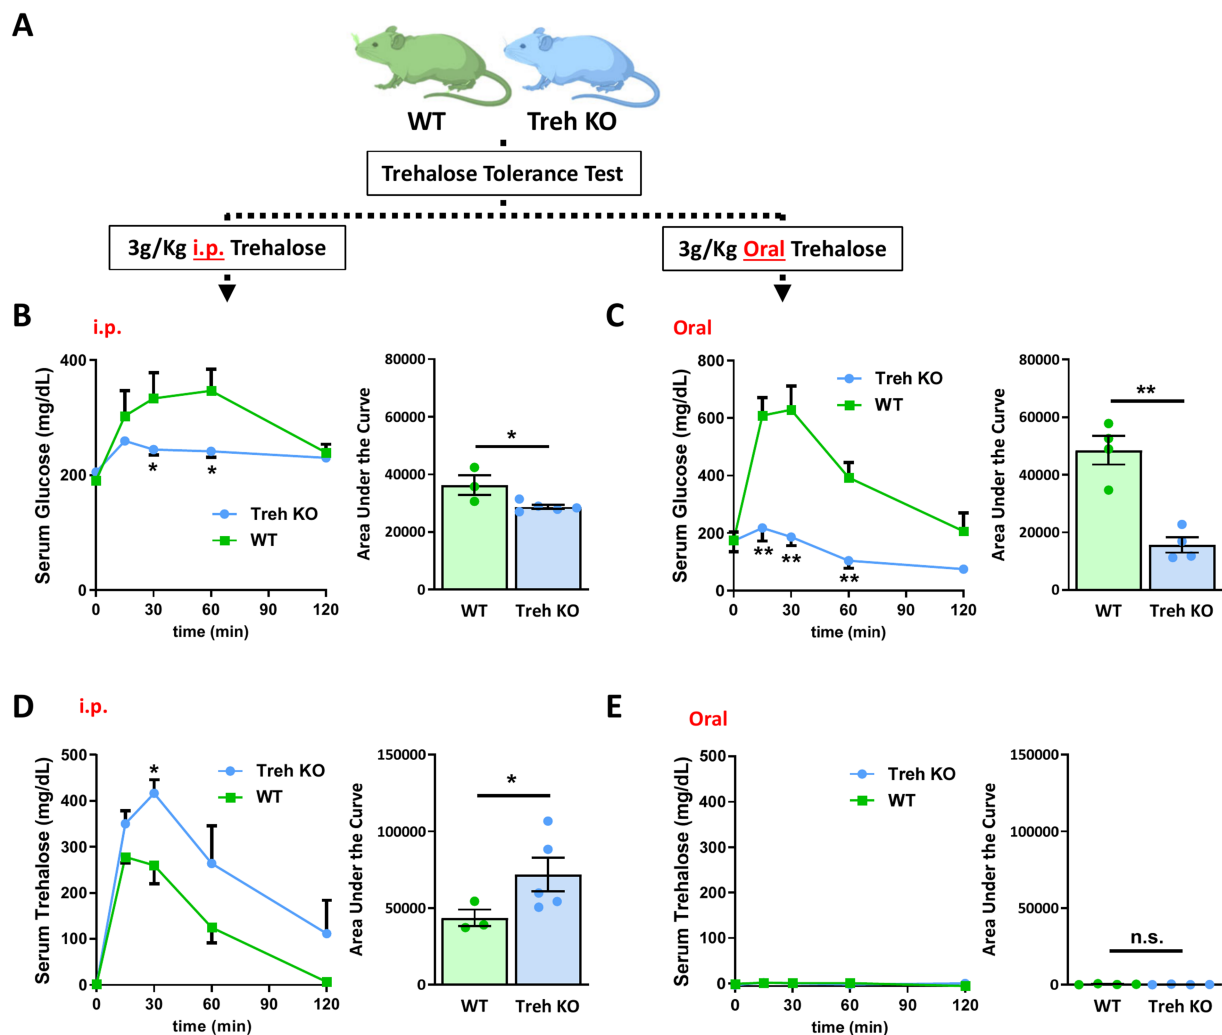 A
WT Treh KO
Trehalose Tolerance Test
3g/Kg i.p. Trehalose
3g/Kg Oral Trehalose
B
i.p.
Serum Glucose (mg/dL)
400
200
0
0 30 60 90 120
time (min)
* *
Treh KO
WT
Area Under the Curve
80000
60000
40000
20000
0
*
WT Treh KO
C
Oral
Serum Glucose (mg/dL)
800
600
400
200
0
0 30 60 90 120
time (min)
Treh KO
WT
** ** **
Area Under the Curve
80000
60000
40000
20000
0
**
WT Treh KO
D
i.p.
Serum Trehalose (mg/dL)
500
400
300
200
100
0
0 30 60 90 120
time (min)
*
Treh KO
WT
Area Under the Curve
150000
100000
50000
0
*
WT Treh KO
E
Oral
Serum Trehalose (mg/dL)
500
400
300
200
100
0
0 30 60 90 120
time (min)
Treh KO
WT
Area Under the Curve
150000
100000
50000
0
n.s.
WT Treh KO